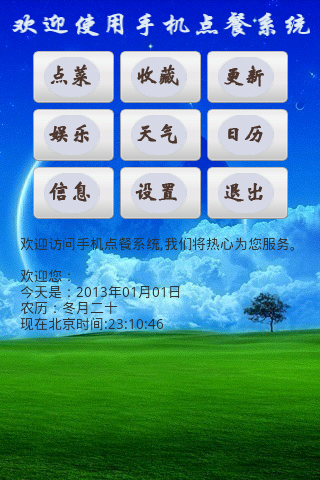 欢迎使用手机点餐系统
点菜 收藏 更新
娱乐 天气 日历
信息 设置 退出
欢迎访问手机点餐系统,我们将热心为您服务。
欢迎您：
今天是：2013年01月01日
农历：冬月二十
现在北京时间:23:10:46